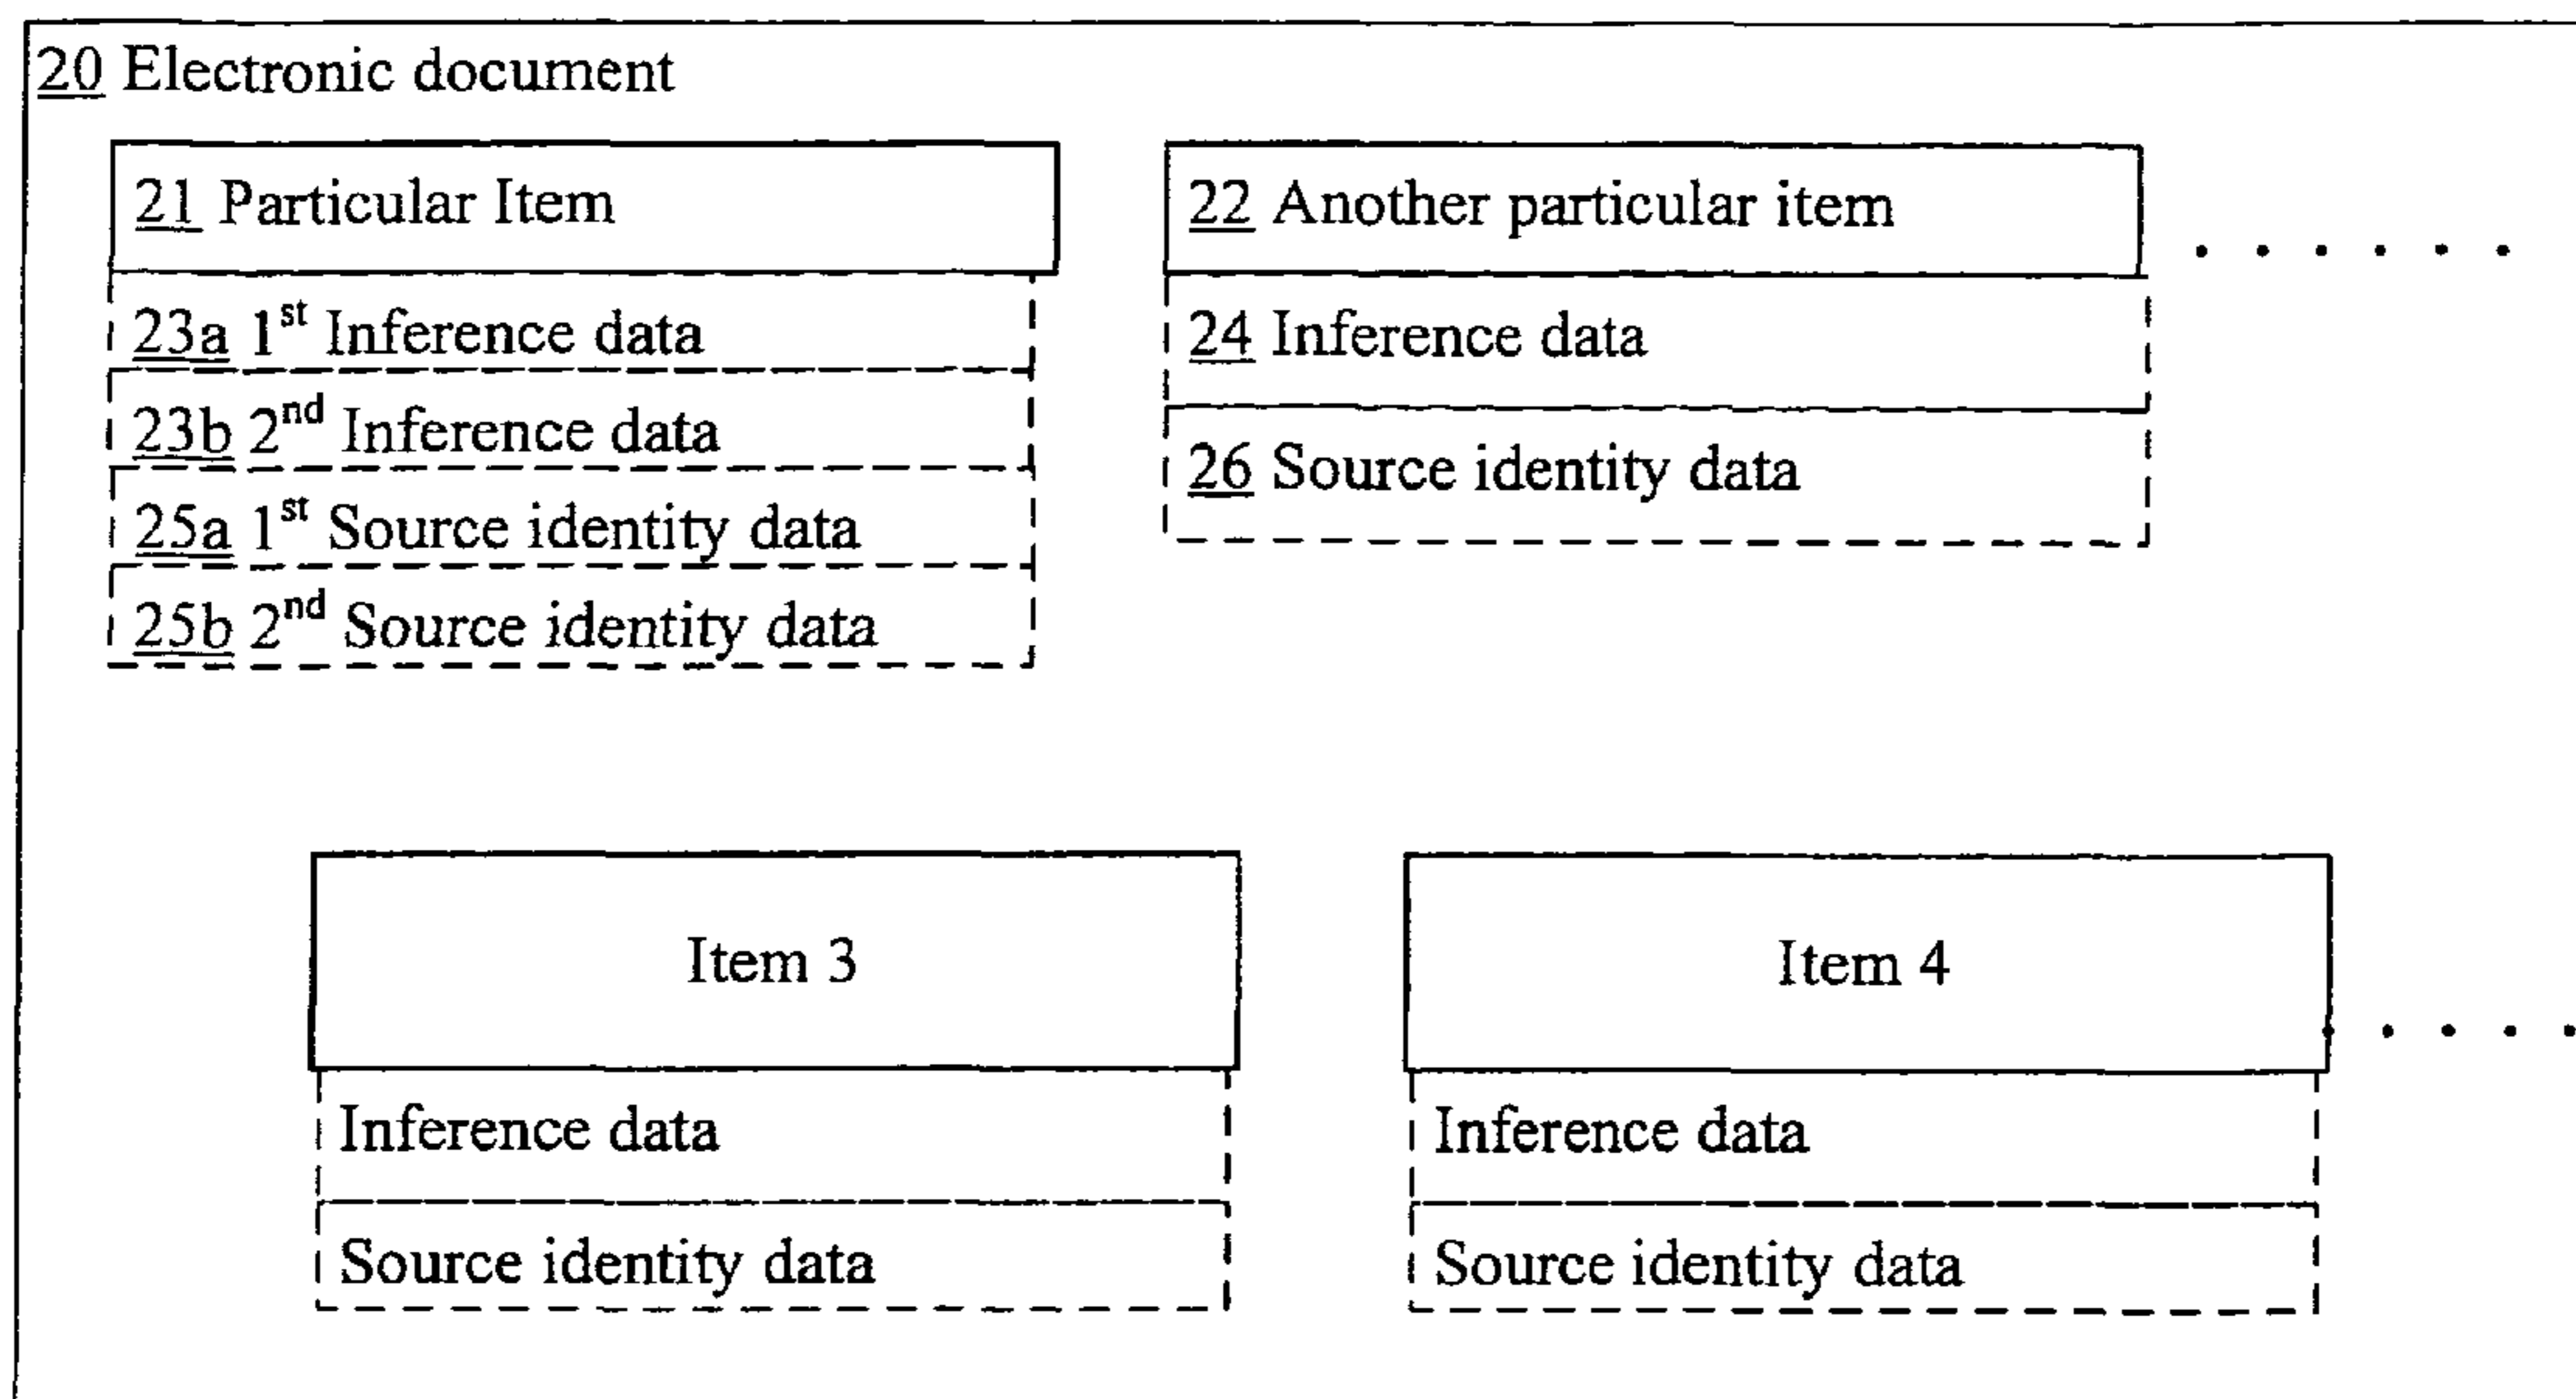 20 Electronic document
21 Particular Item
23a 1st Inference data
23b 2nd Inference data
25a 1st Source identity data
25b 2nd Source identity data
22 Another particular item
24 Inference data
26 Source identity data
. . . . . .
Item 3
Inference data
Source identity data
Item 4
Inference data
Source identity data
. . . . .